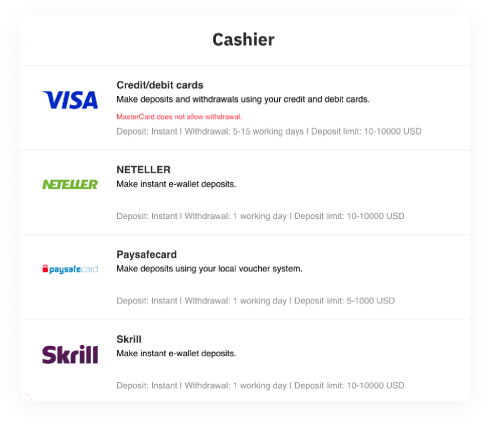 Cashier
VISA
Credit/debit cards
Make deposits and withdrawals using your credit and debit cards.
MasterCard does not allow withdrawal.
Deposit: Instant I Withdrawal: 5-15 working days I Deposit limit: 10-10000 USD
NETELLER
NETELLER
Make instant e-wallet deposits.
Deposit: Instant I Withdrawal: 1 working day I Deposit limit: 10-10000 USD
paysafecard
Paysafecard
Make deposits using your local voucher system.
Deposit: Instant I Withdrawal: 1 working day I Deposit limit: 5-1000 USD
Skrill
Skrill
Make instant e-wallet deposits.
Deposit: Instant I Withdrawal: 1 working day I Deposit limit: 10-10000 USD